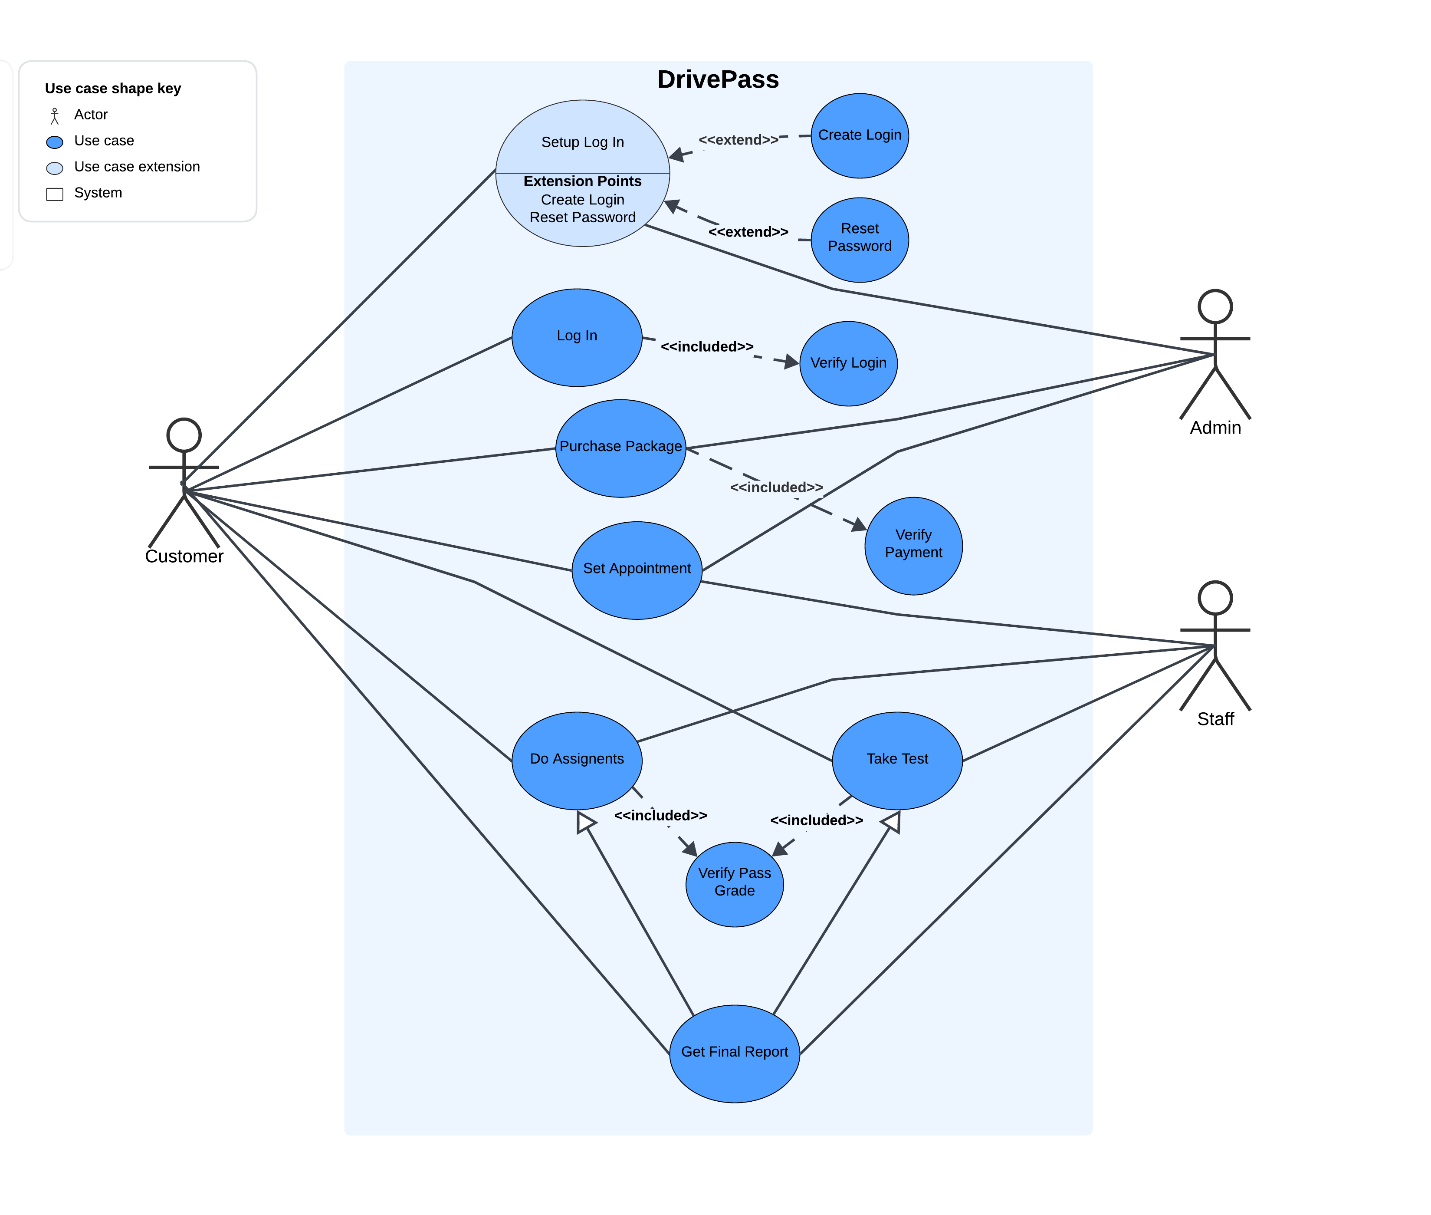 Use case shape key
Actor
Use case
Use case extension
System
DrivePass
Setup Log In
Extension Points
Create Login
Reset Password
<<extend>>
Create Login
<<extend>>
Reset
Password
Log In
<<included>>
Verify Login
Admin
Purchase Package
<<included>>
Verify
Payment
Customer
Set Appointment
Staff
Do Assignents
Take Test
<<included>>
<<included>>
Verify Pass
Grade
Get Final Report